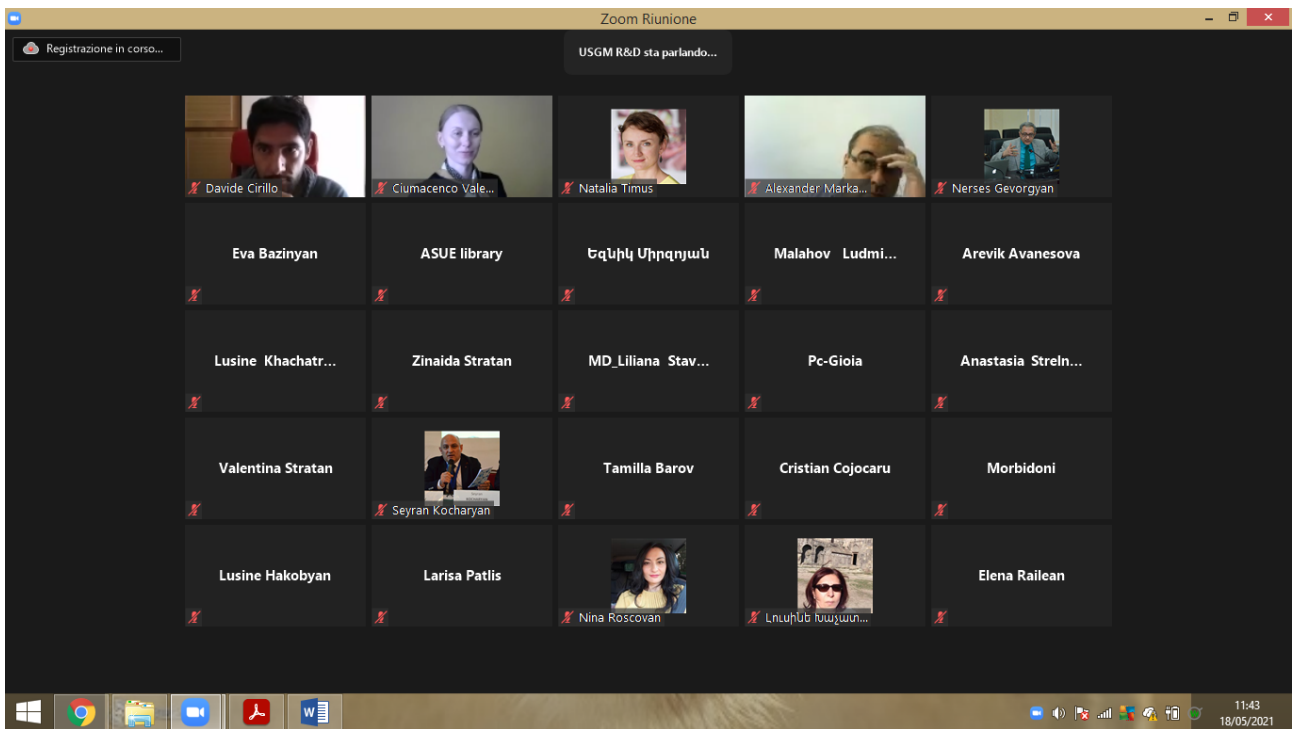 Zoom Riunione
Registrazione in corso...
USGM R&D sta parlando...
Davide Cirillo
Ciumacenco Vale...
Natalia Timus
Alexander Marka...
Nerses Gevorgyan
Eva Bazinyan
ASUE library
Եզնիկ Միրզոյան
Malahov Ludmi...
Arevik Avanesova
Lusine Khachatr...
Zinaida Stratan
MD_Liliana Stav...
Pc-Gioia
Anastasia Streln...
Valentina Stratan
Seyran Kocharyan
Tamilla Barov
Cristian Cojocaru
Morbidoni
Lusine Hakobyan
Larisa Patlis
Nina Roscovan
Լուսինե Խաչատ...
Elena Railean
11:43
18/05/2021